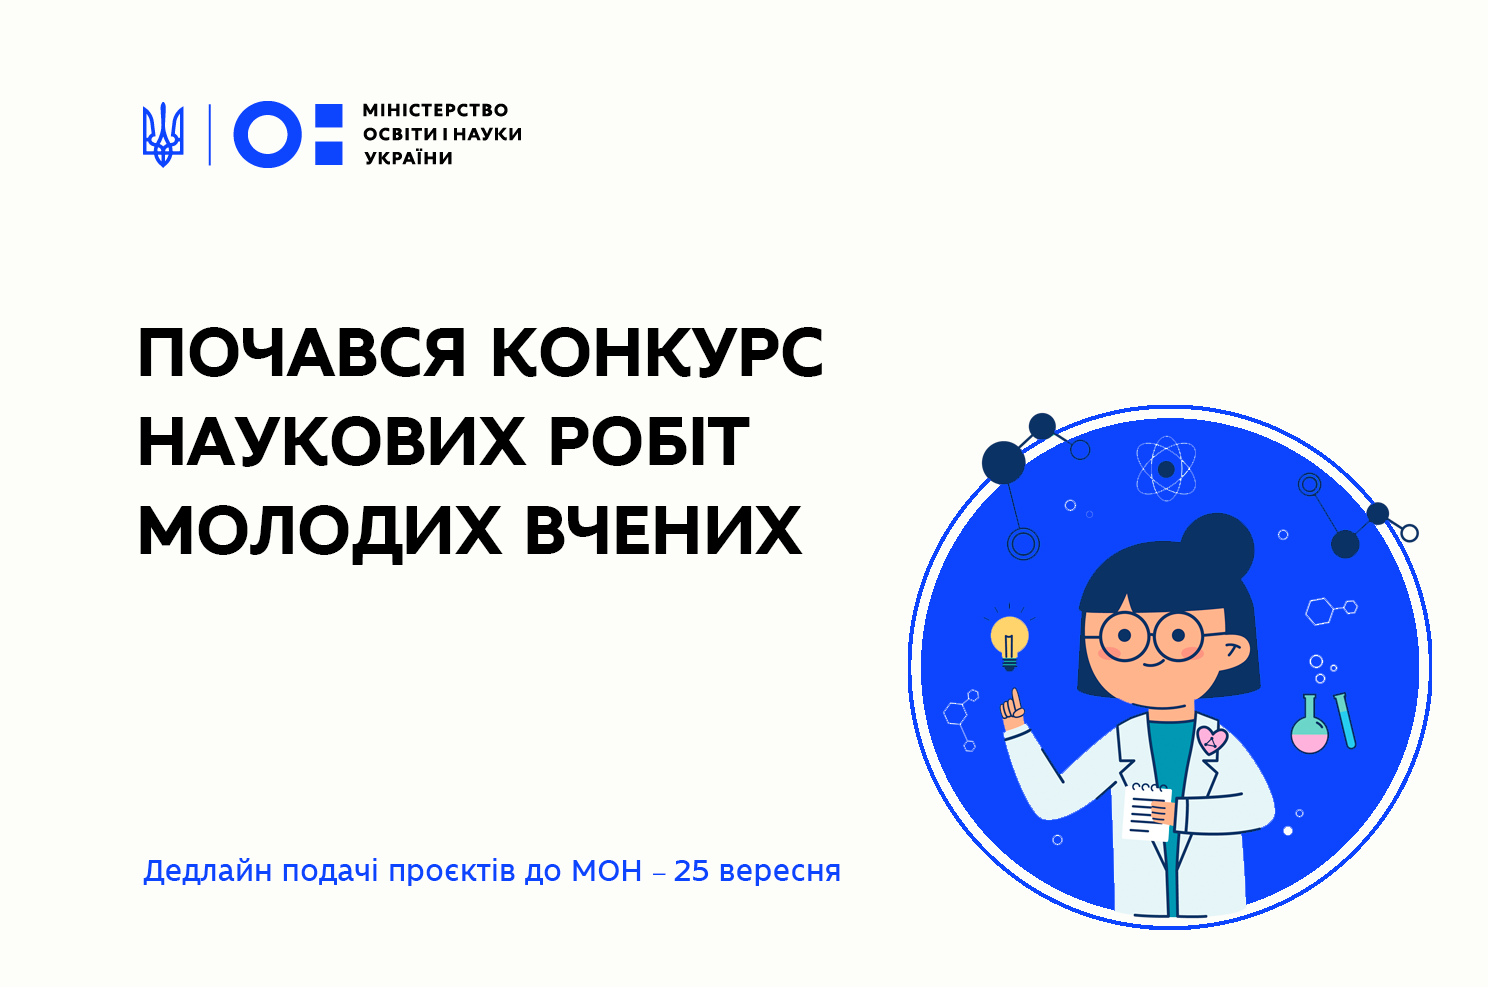 МІНІСТЕРСТВО
ОСВІТИ І НАУКИ
УКРАЇНИ
ПОЧАВСЯ КОНКУРС
НАУКОВИХ РОБІТ
МОЛОДИХ ВЧЕНИХ
Дедлайн подачі проєктів до МОН – 25 вересня